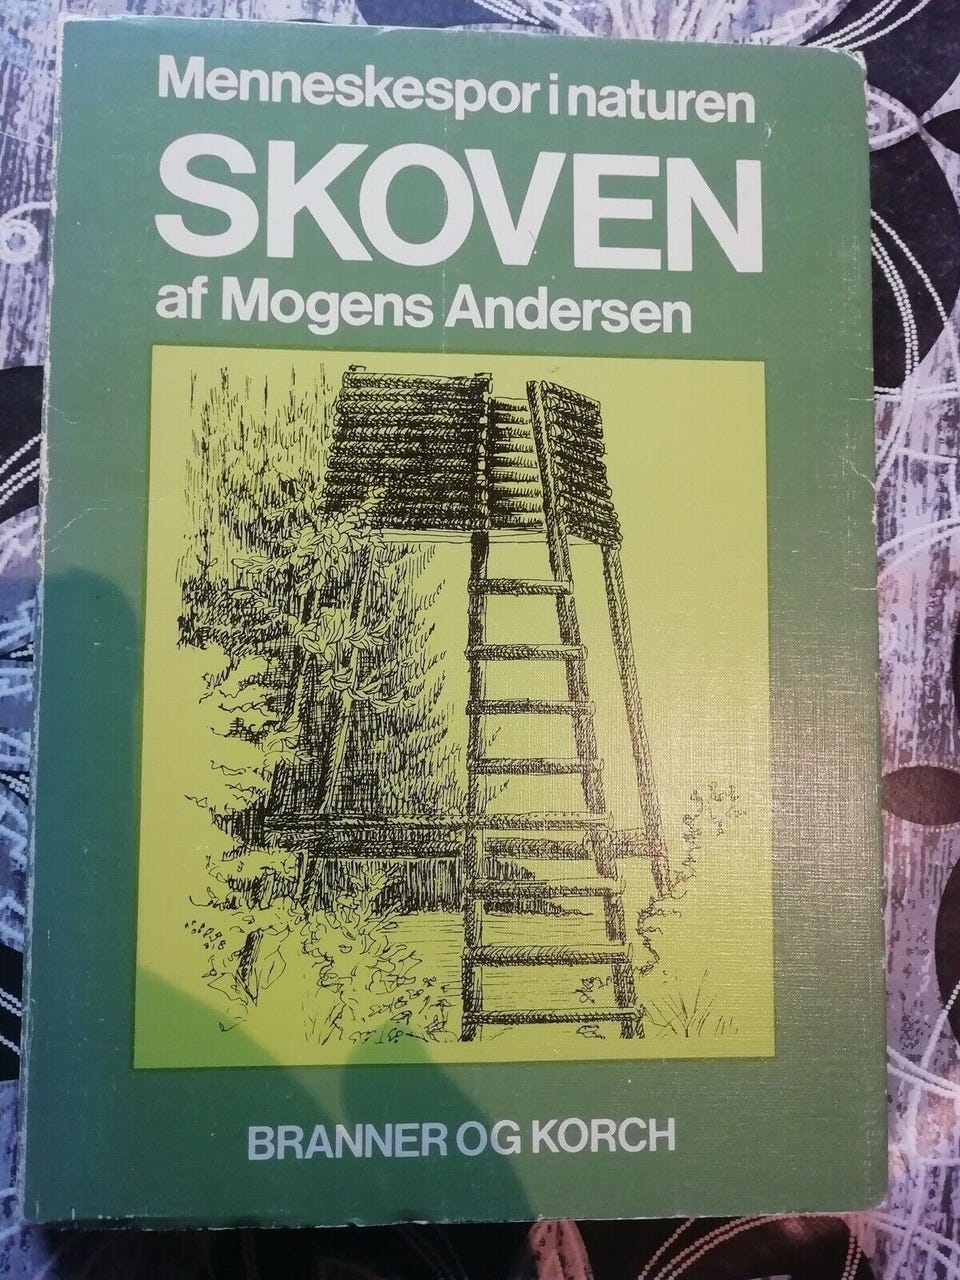 Menneskespor i naturen
SKOVEN
af Mogens Andersen
BRANNER OG KORCH